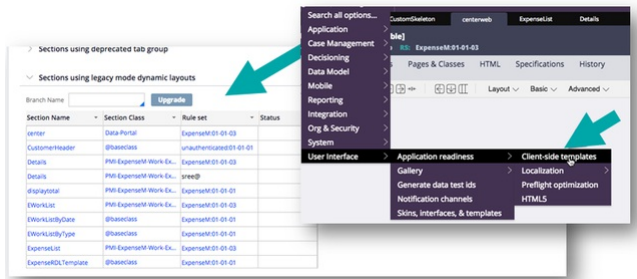 Sections using deprecated tab group
Sections using legacy mode dynamic layouts
Branch Name Upgrade
Section Name Section Class Rule set Status
center Data-Portal ExpenseM:01-01-03
CustomerHeader @baseclass unauthenticated:01-01-01
Details PMI-ExpenseM-Work-Ex... ExpenseM:01-01-03
Details PMI-ExpenseM-Work-Ex... sree@
displaytotal PMI-ExpenseM-Work-Ex... ExpenseM:01-01-01
EWorkList @baseclass ExpenseM:01-01-03
EWorkListByDate @baseclass ExpenseM:01-01-01
EWorkListByType @baseclass ExpenseM:01-01-01
ExpenseList PMI-ExpenseM-Work-Ex... ExpenseM:01-01-03
ExpenseRDLTemplate @baseclass ExpenseM:01-01-01
Search all options...
Application
Case Management
Decisioning
Data Model
Mobile
Reporting
Integration
Org & Security
System
User Interface
CustomSkeleton centerweb ExpenseList Details
ble]
RS: ExpenseM:01-01-03
s Pages & Classes HTML Specifications History
Layout Basic Advanced
Application readiness
Gallery
Generate data test ids
Notification channels
Skins, interfaces, & templates
Client-side templates
Localization
Preflight optimization
HTML5